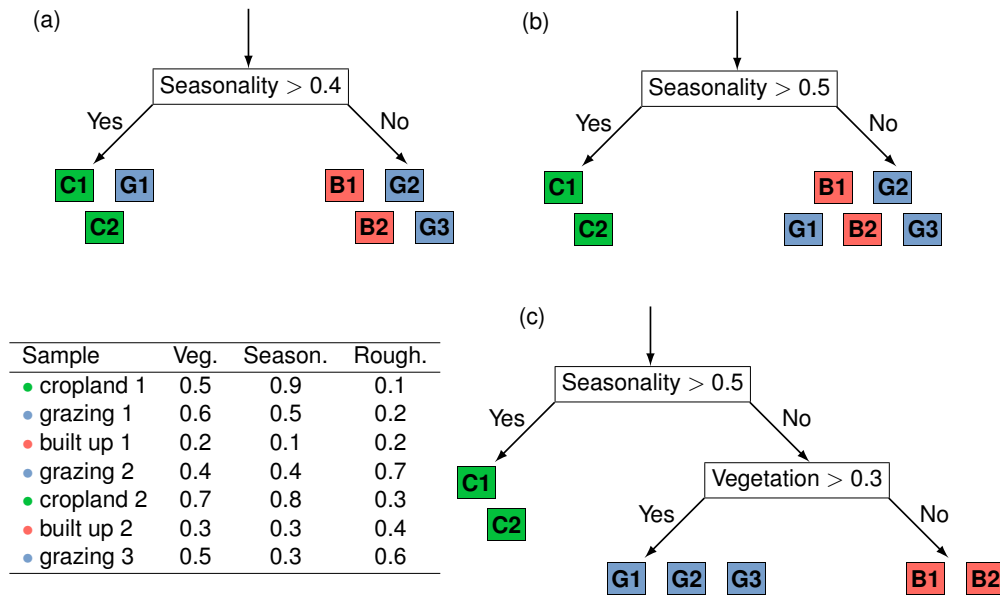 (a)
Seasonality > 0.4
Yes
No
C1 G1
C2
B1 G2
B2 G3
(b)
Seasonality > 0.5
Yes
No
C1
C2
B1 G2
G1 B2 G3
Sample Veg. Season. Rough.
cropland 1 0.5 0.9 0.1
grazing 1 0.6 0.5 0.2
built up 1 0.2 0.1 0.2
grazing 2 0.4 0.4 0.7
cropland 2 0.7 0.8 0.3
built up 2 0.3 0.3 0.4
grazing 3 0.5 0.3 0.6
(c)
Seasonality > 0.5
Yes
No
C1
C2
Vegetation > 0.3
Yes
No
G1 G2 G3
B1 B2